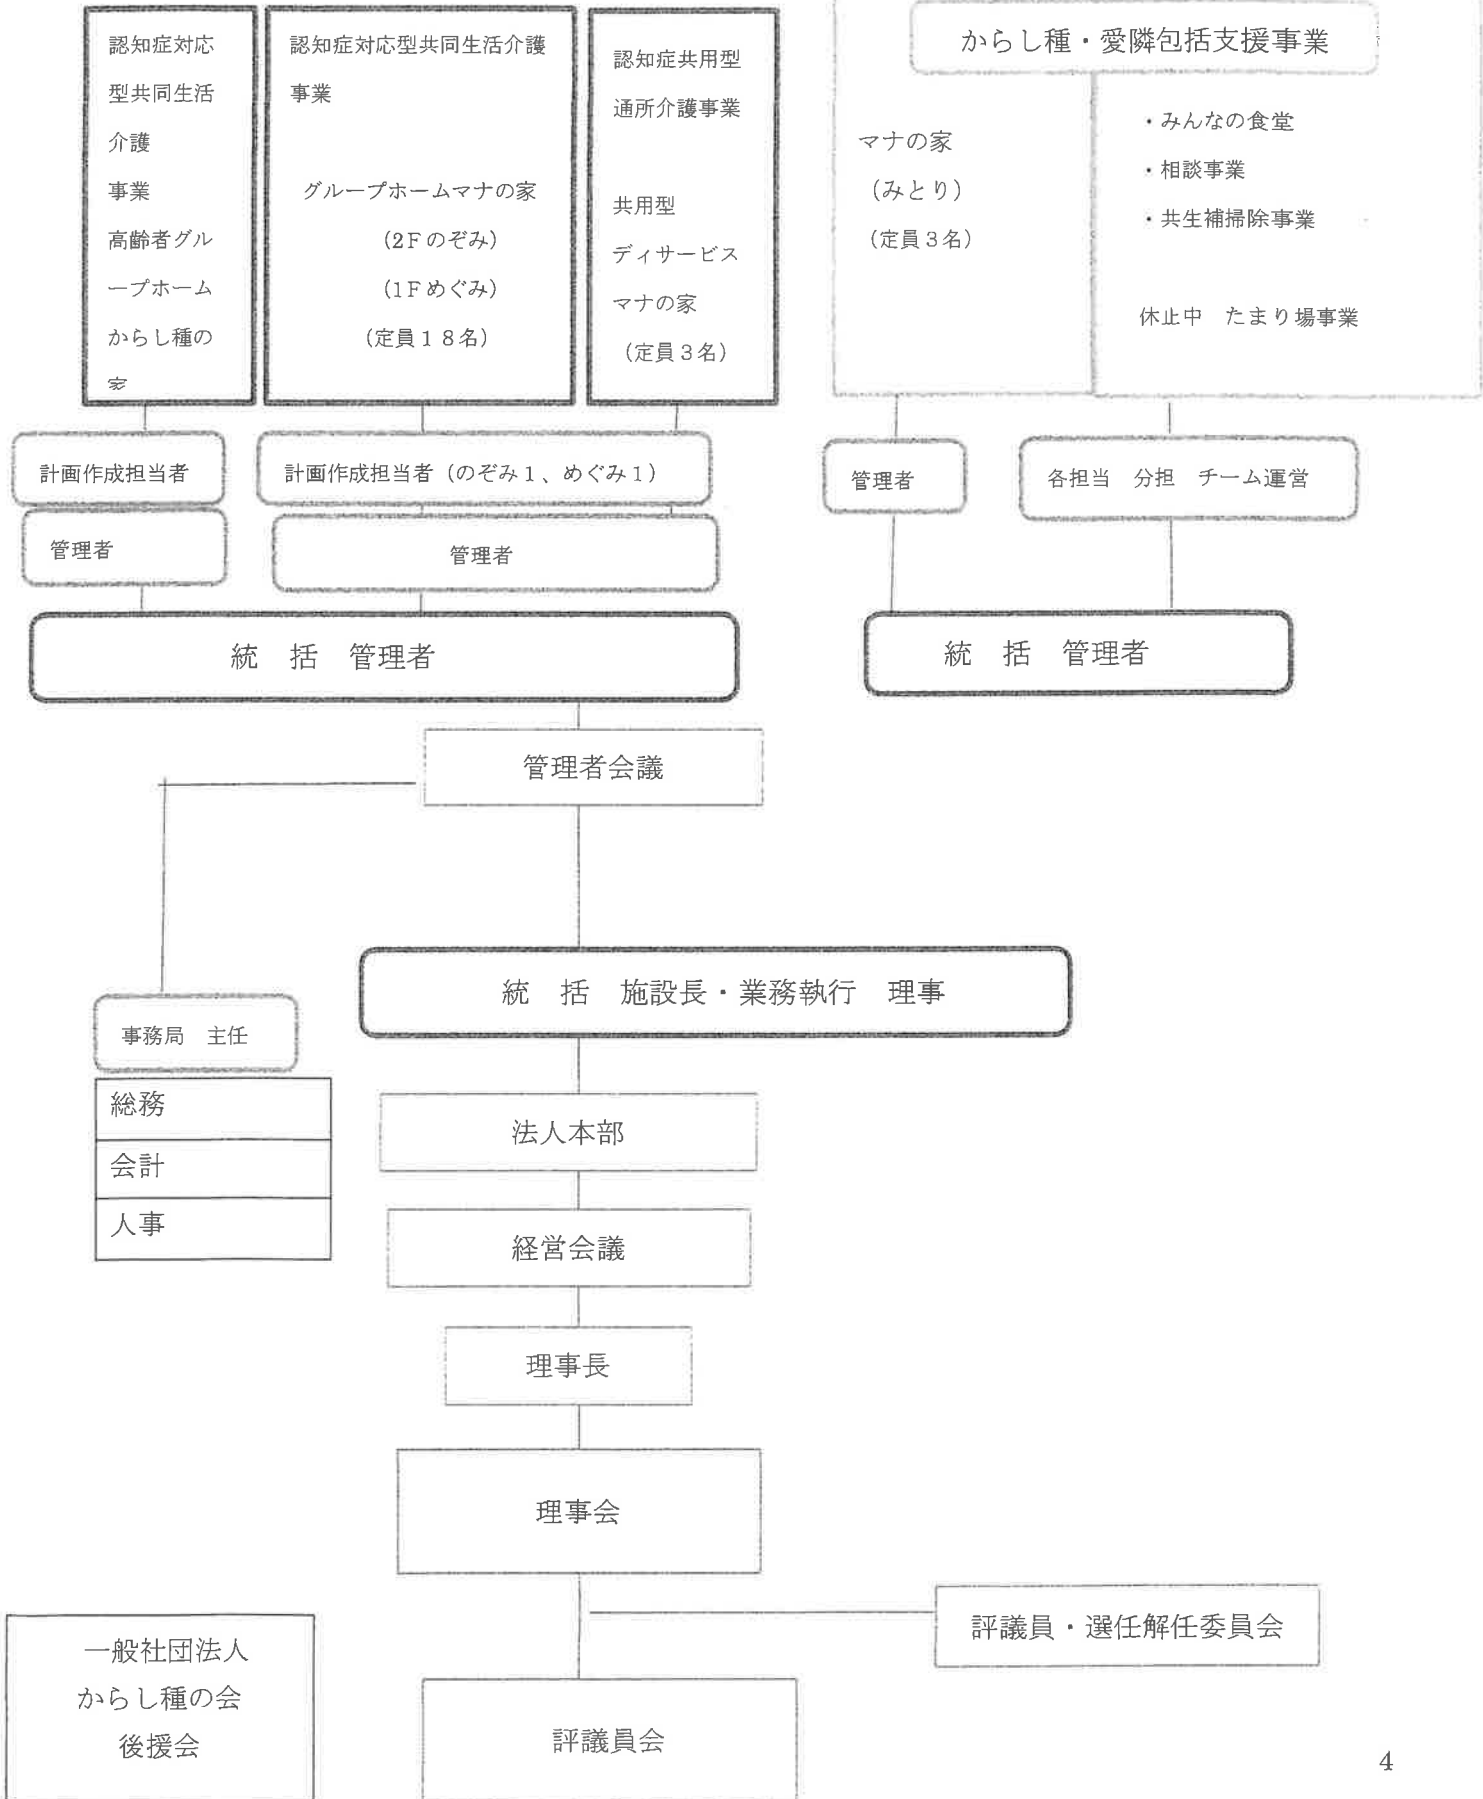 認知症対応
型共同生活
介護
事業
高齢者グル
ープホーム
からし種の
家
認知症対応型共同生活介護
事業
グループホームマナの家
(2Fのぞみ)
(1Fめぐみ)
(定員18名)
認知症共用型
通所介護事業
共用型
ディサービス
マナの家
(定員3名)
からし種・愛隣包括支援事業
マナの家
(みとり)
(定員3名)
・みんなの食堂
・相談事業
・共生補掃除事業
休止中 たまり場事業
計画作成担当者
計画作成担当者(のぞみ1、めぐみ1)
管理者
各担当 分担 チーム運営
管理者
管理者
統 括 管理者
統 括 管理者
管理者会議
統 括 施設長・業務執行 理事
事務局 主任
総務
会計
人事
法人本部
経営会議
理事長
理事会
評議員・選任解任委員会
一般社団法人
からし種の会
後援会
評議員会
4